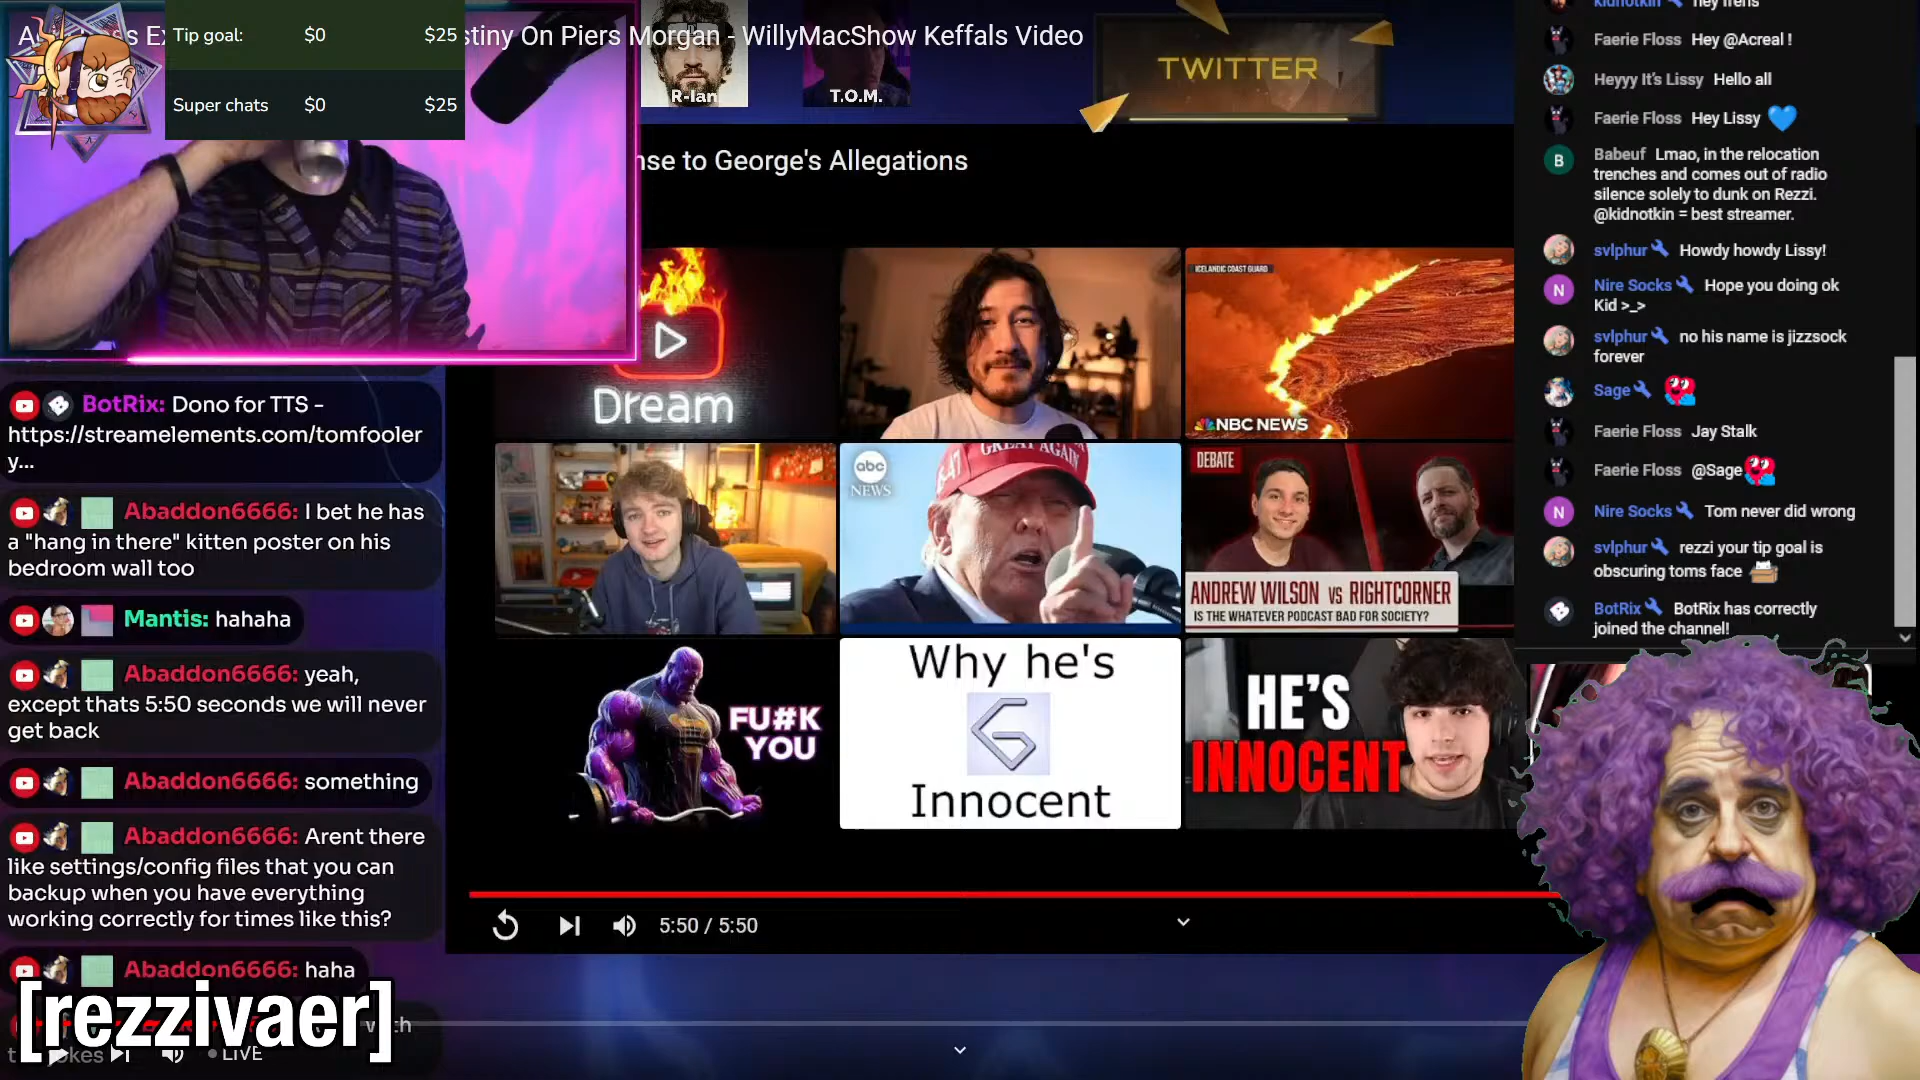 Tip goal: $0 $25
Super chats $0 $25
stiny On Piers Morgan - WillyMacShow Keffals Video
R-Ian
T.O.M.
TWITTER
nse to George's Allegations
Dream
ICELANDIC COAST GUARD
NBC NEWS
abc
NEWS
GREAT AGAIN
DEBATE
ANDREW WILSON vs RIGHTCORNER
IS THE WHATEVER PODCAST BAD FOR SOCIETY?
FU#K
YOU
Why he's
G
Innocent
HE'S
INNOCENT
5:50 / 5:50
BotRix: Dono for TTS -
https://streamelements.com/tomfooler
y...
Abaddon6666: I bet he has
a "hang in there" kitten poster on his
bedroom wall too
Mantis: hahaha
Abaddon6666: yeah,
except thats 5:50 seconds we will never
get back
Abaddon6666: something
Abaddon6666: Arent there
like settings/config files that you can
backup when you have everything
working correctly for times like this?
Abaddon6666: haha
[rezzivaer]
LIVE
kidnotkin hey frens
Faerie Floss Hey @Acreal !
Heyyy It's Lissy Hello all
Faerie Floss Hey Lissy 💙
B Babeuf Lmao, in the relocation
trenches and comes out of radio
silence solely to dunk on Rezzi.
@kidnotkin = best streamer.
svlphur Howdy howdy Lissy!
N Nire Socks Hope you doing ok
Kid >_>
svlphur no his name is jizzsock
forever
Sage
Faerie Floss Jay Stalk
Faerie Floss @Sage
N Nire Socks Tom never did wrong
svlphur rezzi your tip goal is
obscuring toms face
BotRix BotRix has correctly
joined the channel!